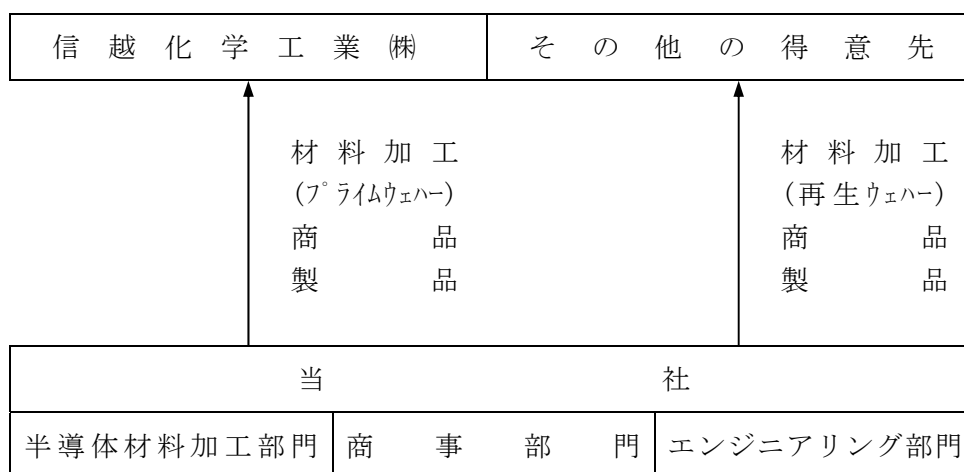 信越化学工業㈱
その他の得意先
材料加工
(プライムウェハー)
商品
製品
材料加工
(再生ウェハー)
商品
製品
当社
半導体材料加工部門
商事部門
エンジニアリング部門